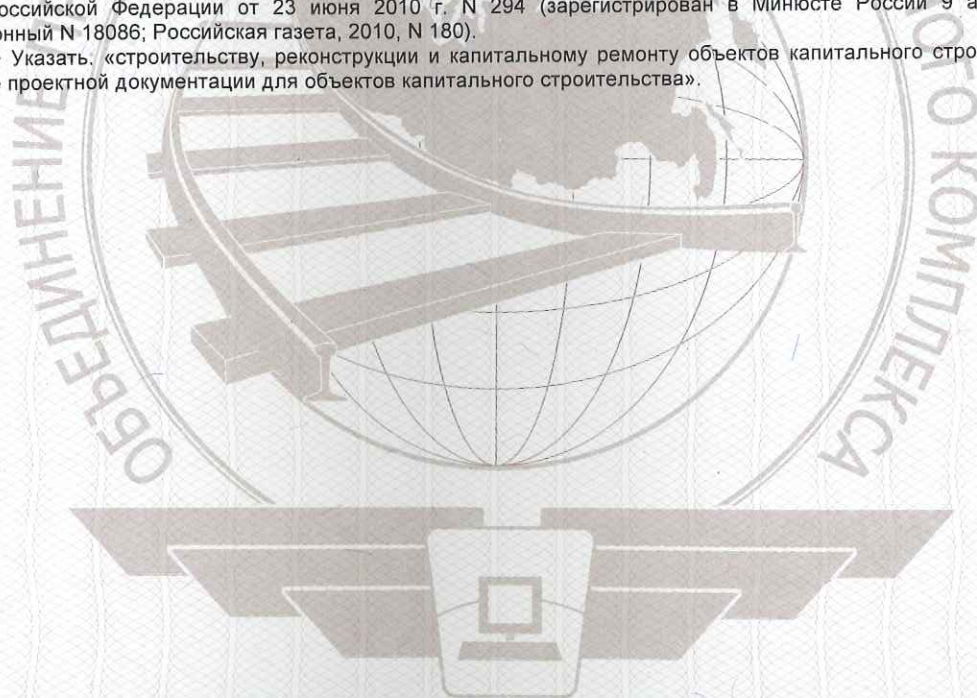 оссийской Федерации от 23 июня 2010 г. N 294 (зарегистрирован в Минюсте России 9 а
онный N 18086; Российская газета, 2010, N 180).
Указать: «строительству, реконструкции и капитальному ремонту объектов капитального стро
е проектной документации для объектов капитального строительства».
ОБЪЕДИНЕНИЕ
ОГО КОМПЛЕКСА